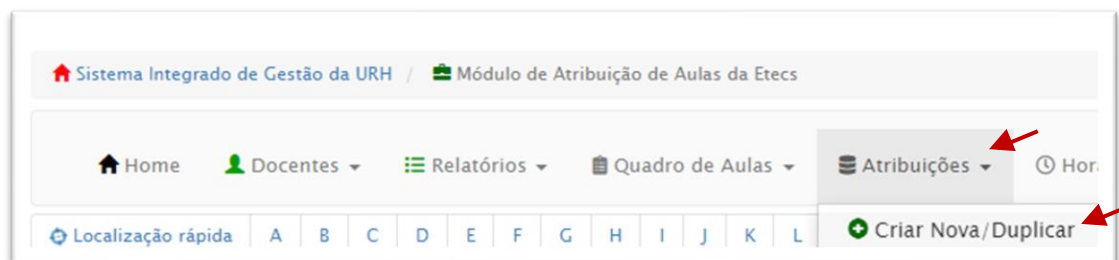 Sistema Integrado de Gestão da URH / Módulo de Atribuição de Aulas da Etecs
Home Docentes Relatórios Quadro de Aulas Atribuições Hor
Localização rápida A B C D E F G H I J K L Criar Nova/Duplicar